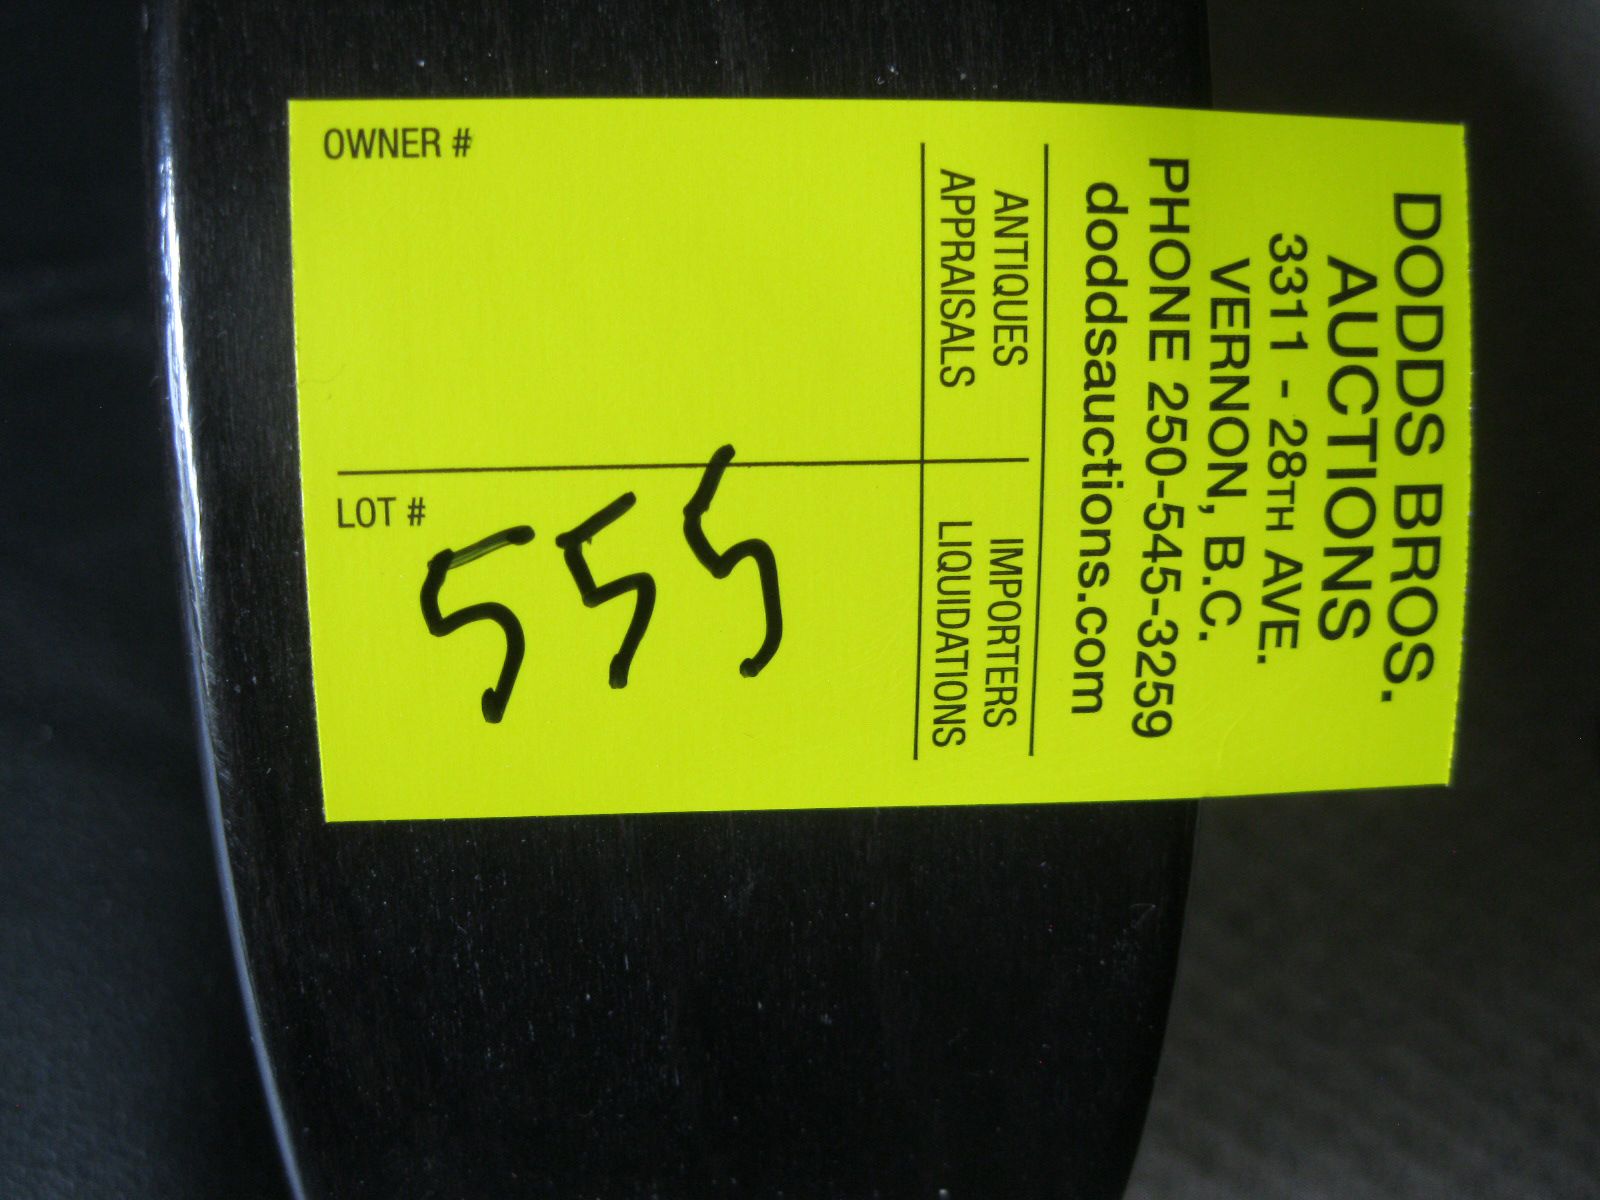 DODDS BROS.
AUCTIONS
3311 - 28TH AVE.
VERNON, B.C.
PHONE 250-545-3259
doddsauctions.com
ANTIQUES
APPRAISALS
IMPORTERS
LIQUIDATIONS
OWNER #
LOT #
555